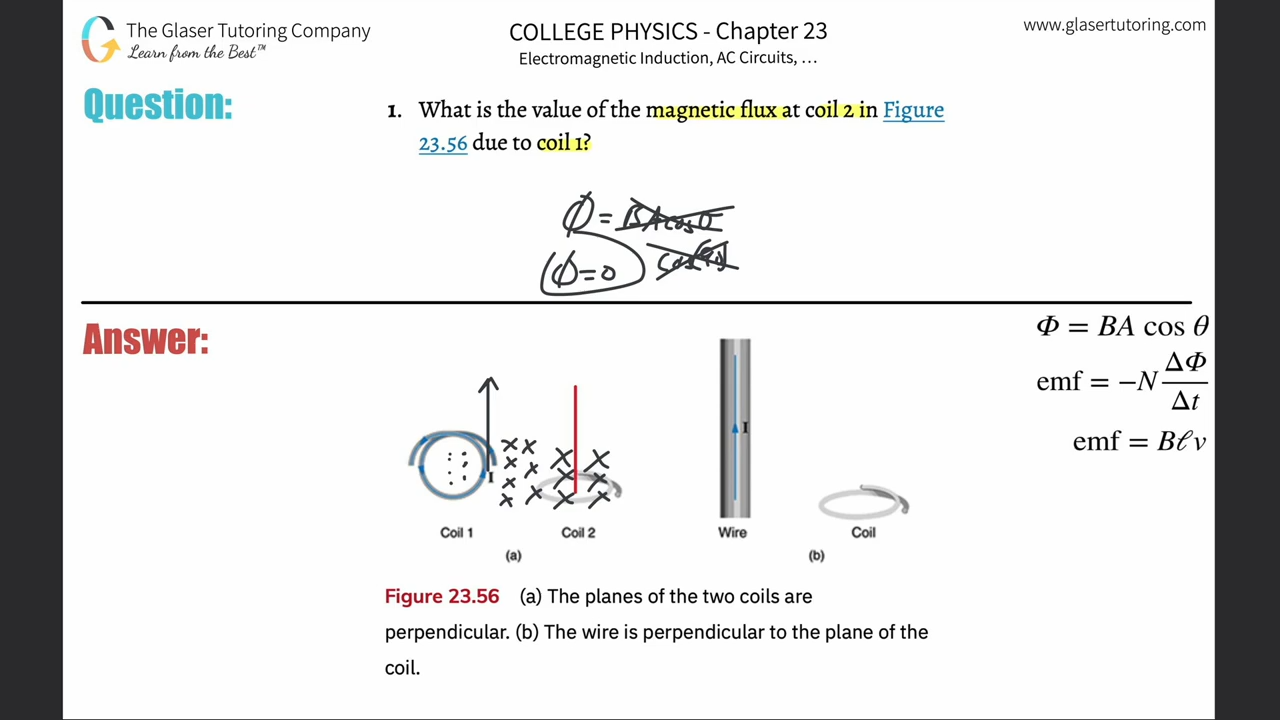 The Glaser Tutoring Company
Learn from the Best™
COLLEGE PHYSICS - Chapter 23
Electromagnetic Induction, AC Circuits, ...
www.glasertutoring.com
Question:
1. What is the value of the magnetic flux at coil 2 in Figure
23.56 due to coil 1?
Φ = BA cos θ
Φ = 0 cos(90)
Answer:
Φ = BA cos θ
emf = −N ΔΦ/Δt
emf = Bℓv
I
I
Coil 1
Coil 2
Wire
Coil
(a)
(b)
Figure 23.56 (a) The planes of the two coils are
perpendicular. (b) The wire is perpendicular to the plane of the
coil.